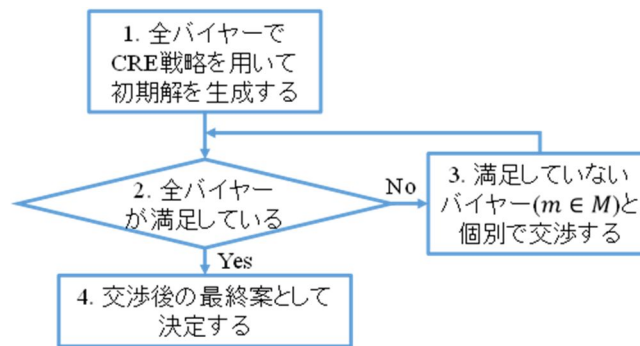 1. 全バイヤーで
CRE戦略を用いて
初期解を生成する
2. 全バイヤー
が満足している
No
3. 満足していない
バイヤー(m ∈ M)と
個別で交渉する
Yes
4. 交渉後の最終案として
決定する